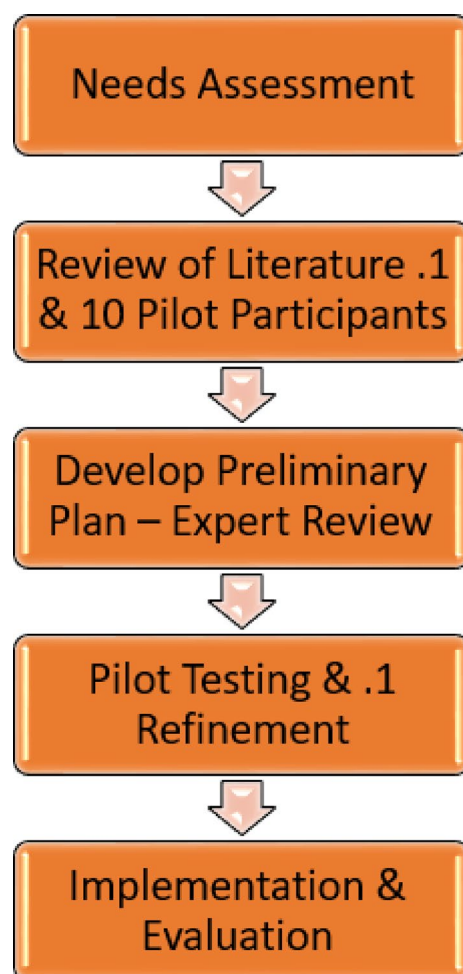 Needs Assessment
Review of Literature .1
& 10 Pilot Participants
Develop Preliminary
Plan – Expert Review
Pilot Testing & .1
Refinement
Implementation &
Evaluation